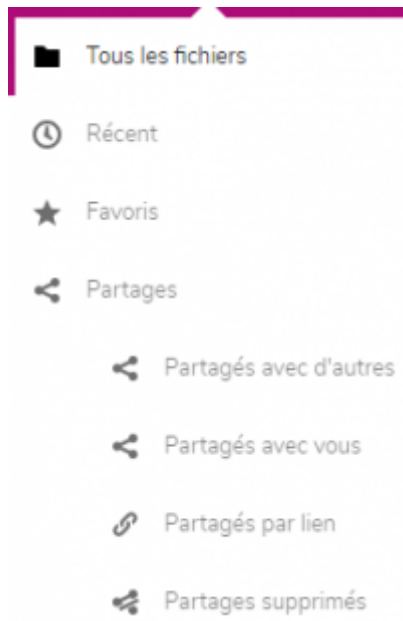 Tous les fichiers
Récent
Favoris
Partages
Partagés avec d'autres
Partagés avec vous
Partagés par lien
Partages supprimés